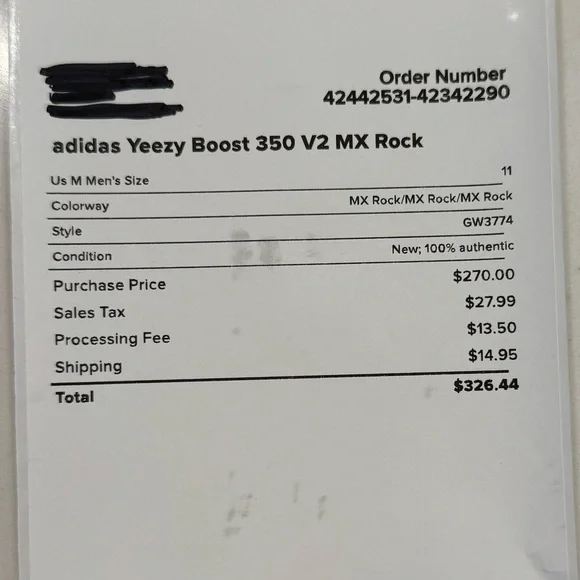 Order Number
42442531-42342290
adidas Yeezy Boost 350 V2 MX Rock
Us M Men's Size 11
Colorway MX Rock/MX Rock/MX Rock
Style GW3774
Condition New; 100% authentic
Purchase Price $270.00
Sales Tax $27.99
Processing Fee $13.50
Shipping $14.95
Total $326.44